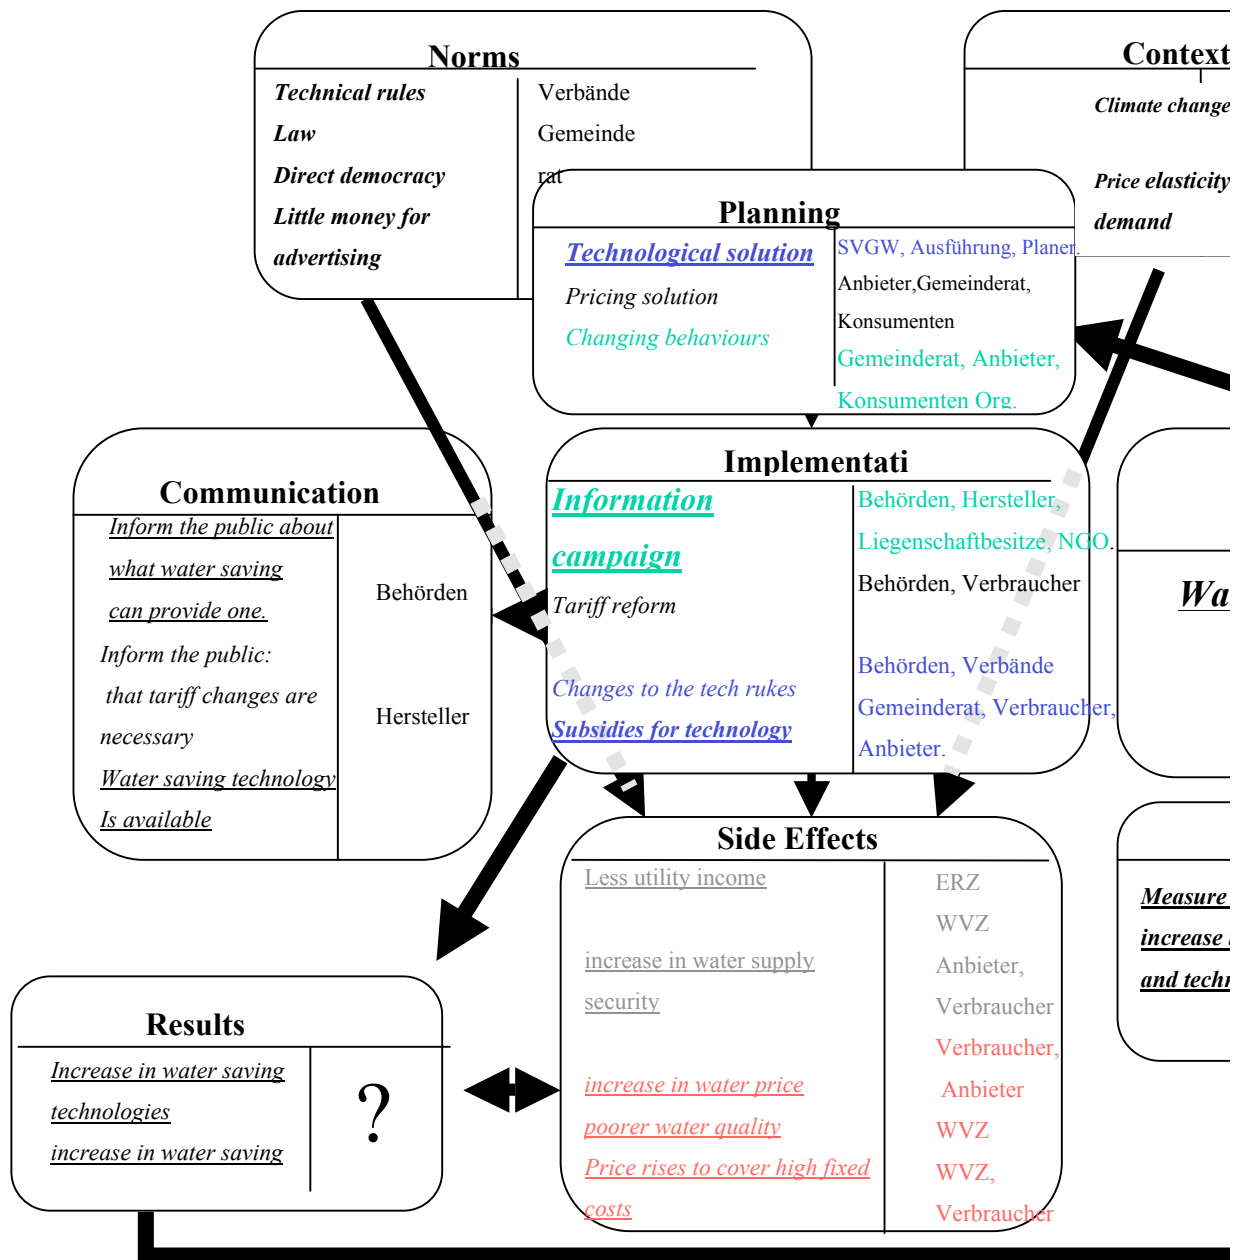 Norms
Technical rules
Law
Direct democracy
Little money for
advertising
Verbände
Gemeinde
rat
Context
Climate change
Price elasticity
demand
Planning
Technological solution
Pricing solution
Changing behaviours
SVGW, Ausführung, Planer.
Anbieter,Gemeinderat,
Konsumenten
Gemeinderat, Anbieter,
Konsumenten Org.
Communication
Inform the public about
what water saving
can provide one.
Inform the public:
that tariff changes are
necessary
Water saving technology
Is available
Behörden
Hersteller
Implementati
Information
campaign
Tariff reform
Changes to the tech rukes
Subsidies for technology
Behörden, Hersteller,
Liegenschaftbesitze, NGO.
Behörden, Verbraucher
Behörden, Verbände
Gemeinderat, Verbraucher,
Anbieter.
Wa
Side Effects
Less utility income
increase in water supply
security
increase in water price
poorer water quality
Price rises to cover high fixed
costs
ERZ
WVZ
Anbieter,
Verbraucher
Verbraucher,
Anbieter
WVZ
WVZ,
Verbraucher
Measure
increase
and techn
Results
Increase in water saving
technologies
increase in water saving
?